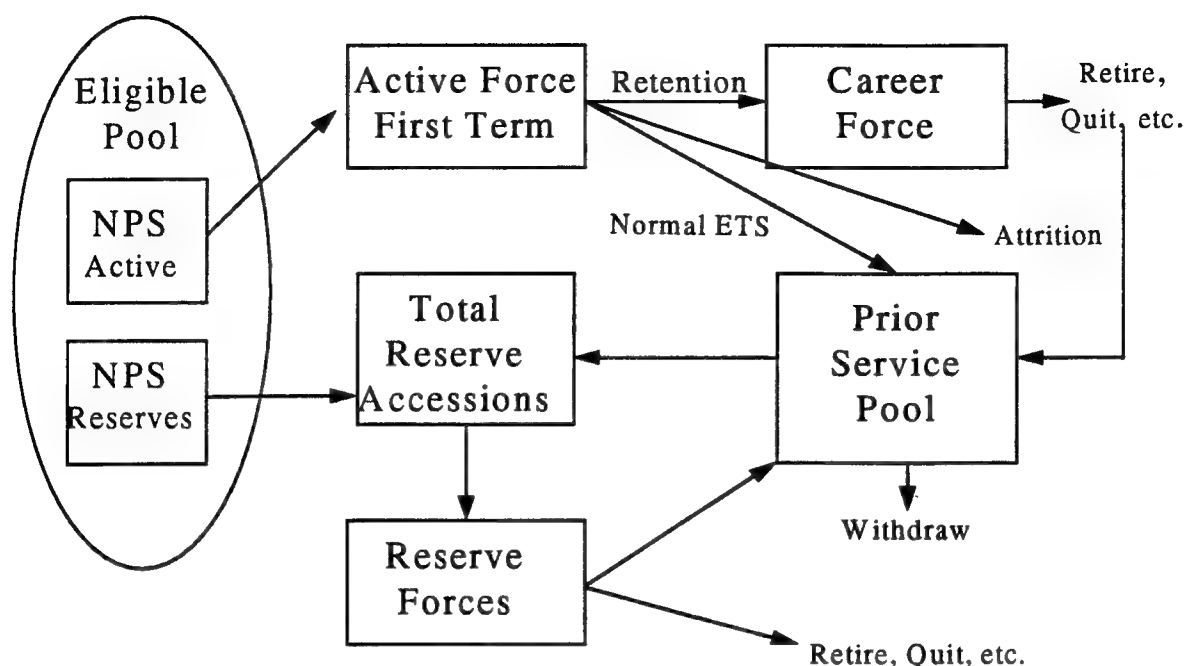 Eligible
Pool
NPS
Active
NPS
Reserves
Active Force
First Term
Retention
Career
Force
Retire,
Quit, etc.
Normal ETS
Attrition
Total
Reserve
Accessions
Prior
Service
Pool
Withdraw
Reserve
Forces
Retire, Quit, etc.